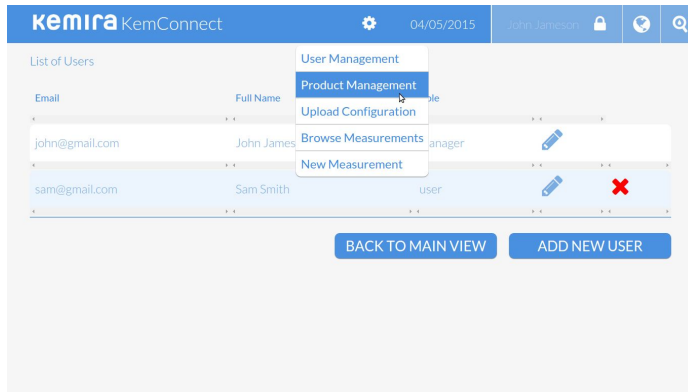 kemira KemConnect 04/05/2015 John Jameson
List of Users
User Management
Product Management
Upload Configuration
Browse Measurements
New Measurement
Email Full Name
john@gmail.com John James
sam@gmail.com Sam Smith user
BACK TO MAIN VIEW ADD NEW USER